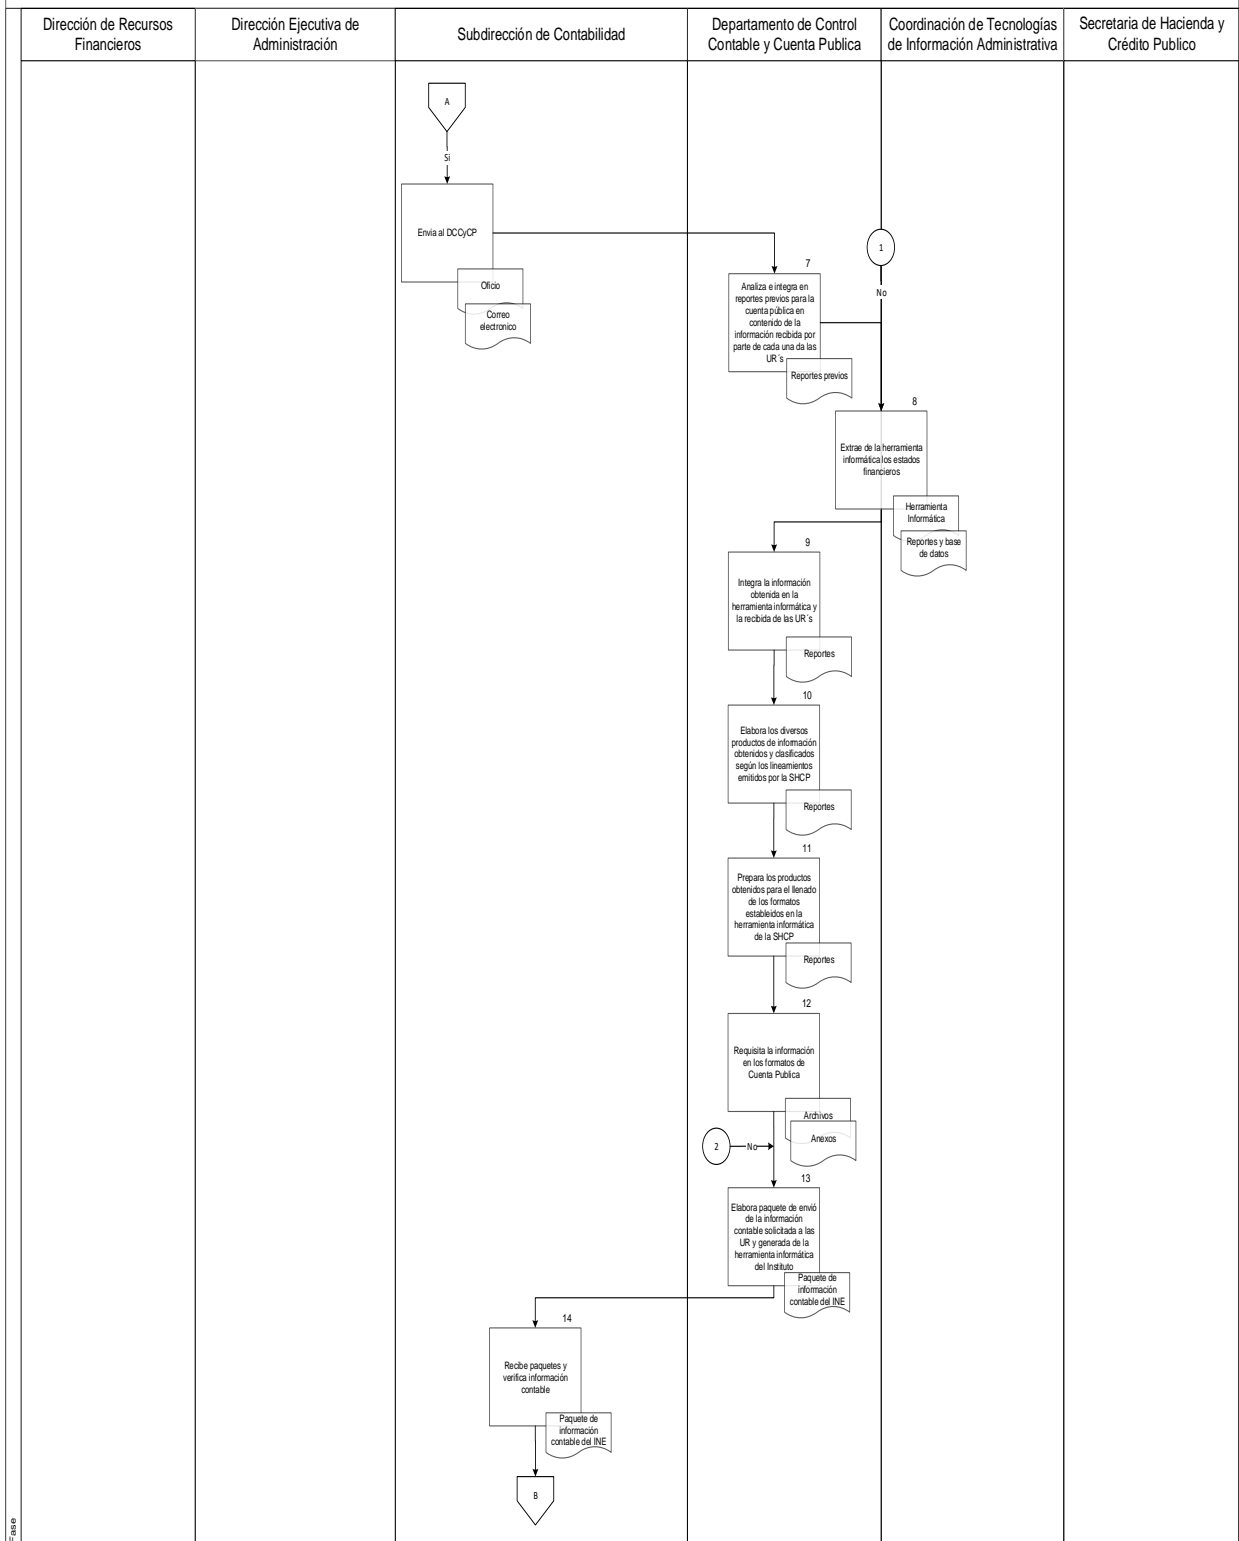 Dirección de Recursos
Financieros
Dirección Ejecutiva de
Administración
Subdirección de Contabilidad
Departamento de Control
Contable y Cuenta Publica
Coordinación de Tecnologías
de Información Administrativa
Secretaria de Hacienda y
Crédito Publico
A
Si
Envia al DCCyCP
Oficio
Correo
electronico
1
No
7
Analiza e integra en
reportes previos para la
cuenta pública en
contenido de la
información recibida por
parte de cada una da las
UR´s
Reportes previos
8
Extrae de la herramienta
informática los estados
financieros
Herramienta
Informática
Reportes y base
de datos
9
Integra la información
obtenida en la
herramienta informática y
la recibida de las UR´s
Reportes
10
Elabora los diversos
productos de información
obtenidos y clasificados
según los lineamientos
emitidos por la SHCP
Reportes
11
Prepara los productos
obtenidos para el llenado
de los formatos
estableidos en la
herramienta informática
de la SHCP
Reportes
12
Requisita la información
en los formatos de
Cuenta Publica
Archivos
Anexos
2
No
13
Elabora paquete de envió
de la información
contable solicitada a las
UR y generada de la
herramienta informática
del Instituto
Paquete de
información
contable del INE
14
Recibe paquetes y
verifica información
contable
Paquete de
información
contable del INE
B
Fase